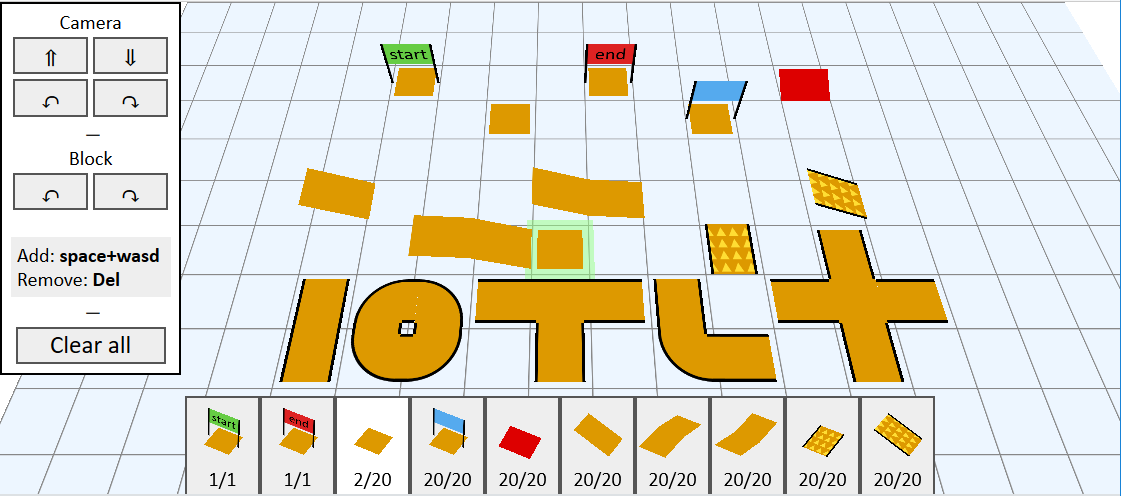 Camera
⇑ ⇓
↶ ↷
—
Block
↶ ↷
Add: space+wasd
Remove: Del
—
Clear all
start
end
start
end
1/1
1/1
2/20
20/20
20/20
20/20
20/20
20/20
20/20
20/20